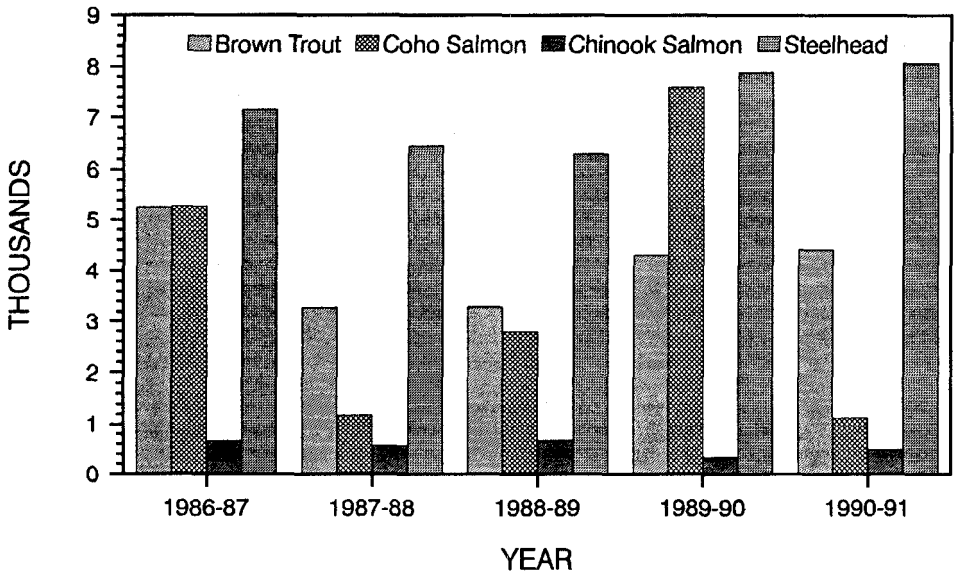 9
Brown Trout Coho Salmon Chinook Salmon Steelhead
8
7
6
5
4
3
2
1
0
THOUSANDS
1986-87 1987-88 1988-89 1989-90 1990-91
YEAR